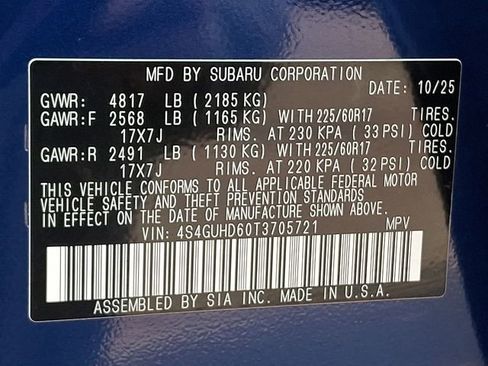 MFD BY SUBARU CORPORATION
DATE: 10/25
GVWR: 4817 LB ( 2185 KG)
GAWR:F 2568 LB ( 1165 KG) WITH 225/60R17 TIRES.
17X7J RIMS. AT 230 KPA ( 33 PSI) COLD
GAWR:R 2491 LB ( 1130 KG) WITH 225/60R17 TIRES.
17X7J RIMS. AT 220 KPA ( 32 PSI) COLD
THIS VEHICLE CONFORMS TO ALL APPLICABLE FEDERAL MOTOR
VEHICLE SAFETY AND THEFT PREVENTION STANDARDS
IN EFFECT ON THE DATE OF MANUFACTURE SHOWN ABOVE.
VIN: 4S4GUHD60T3705721 MPV
ASSEMBLED BY SIA INC. MADE IN U.S.A.